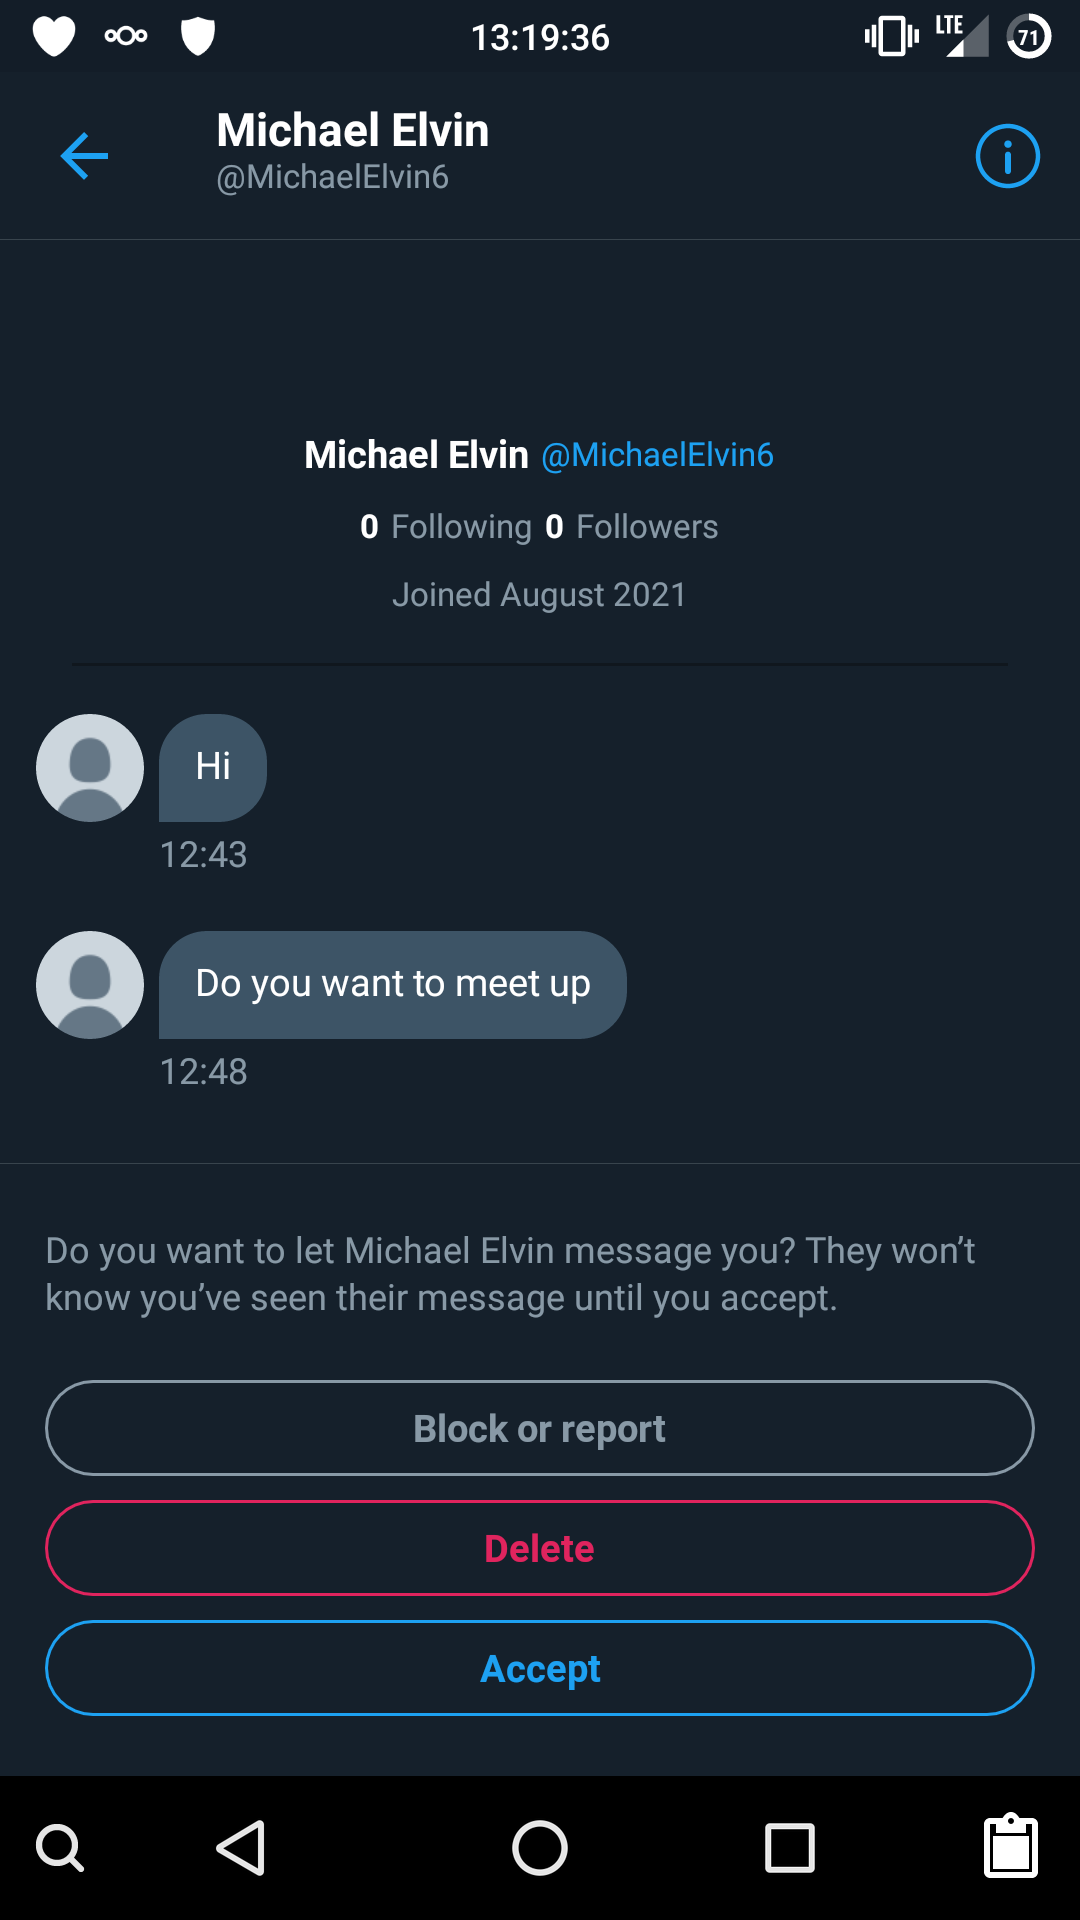 13:19:36
LTE
71
Michael Elvin
@MichaelElvin6
Michael Elvin @MichaelElvin6
0 Following 0 Followers
Joined August 2021
Hi
12:43
Do you want to meet up
12:48
Do you want to let Michael Elvin message you? They won’t
know you’ve seen their message until you accept.
Block or report
Delete
Accept